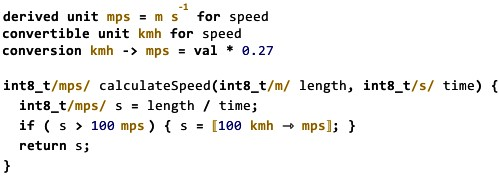 derived unit mps = m s⁻¹ for speed
convertible unit kmh for speed
conversion kmh -> mps = val * 0.27
int8_t/mps/ calculateSpeed(int8_t/m/ length, int8_t/s/ time) {
int8_t/mps/ s = length / time;
if ( s > 100 mps ) { s = ⟦100 kmh → mps⟧; }
return s;
}